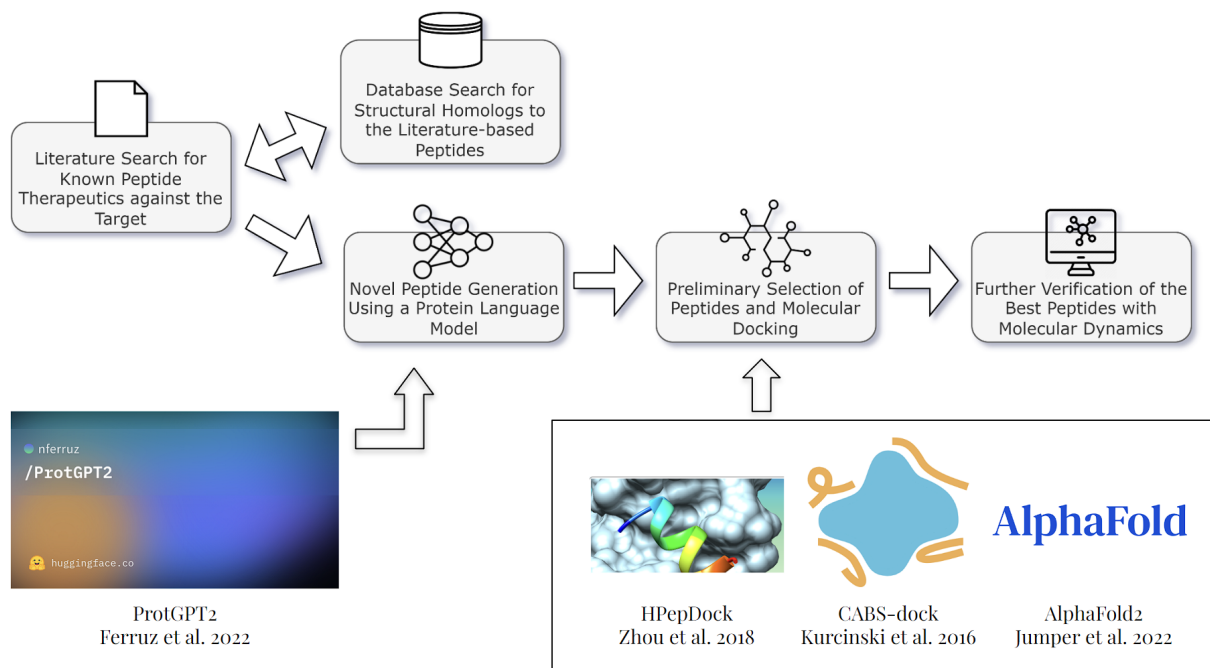 Database Search for
Structural Homologs to
the Literature-based
Peptides
Literature Search for
Known Peptide
Therapeutics against the
Target
Novel Peptide Generation
Using a Protein Language
Model
Preliminary Selection of
Peptides and Molecular
Docking
Further Verification of the
Best Peptides with
Molecular Dynamics
nferruz
/ProtGPT2
huggingface.co
ProtGPT2
Ferruz et al. 2022
AlphaFold
HPepDock
Zhou et al. 2018
CABS-dock
Kurcinski et al. 2016
AlphaFold2
Jumper et al. 2022